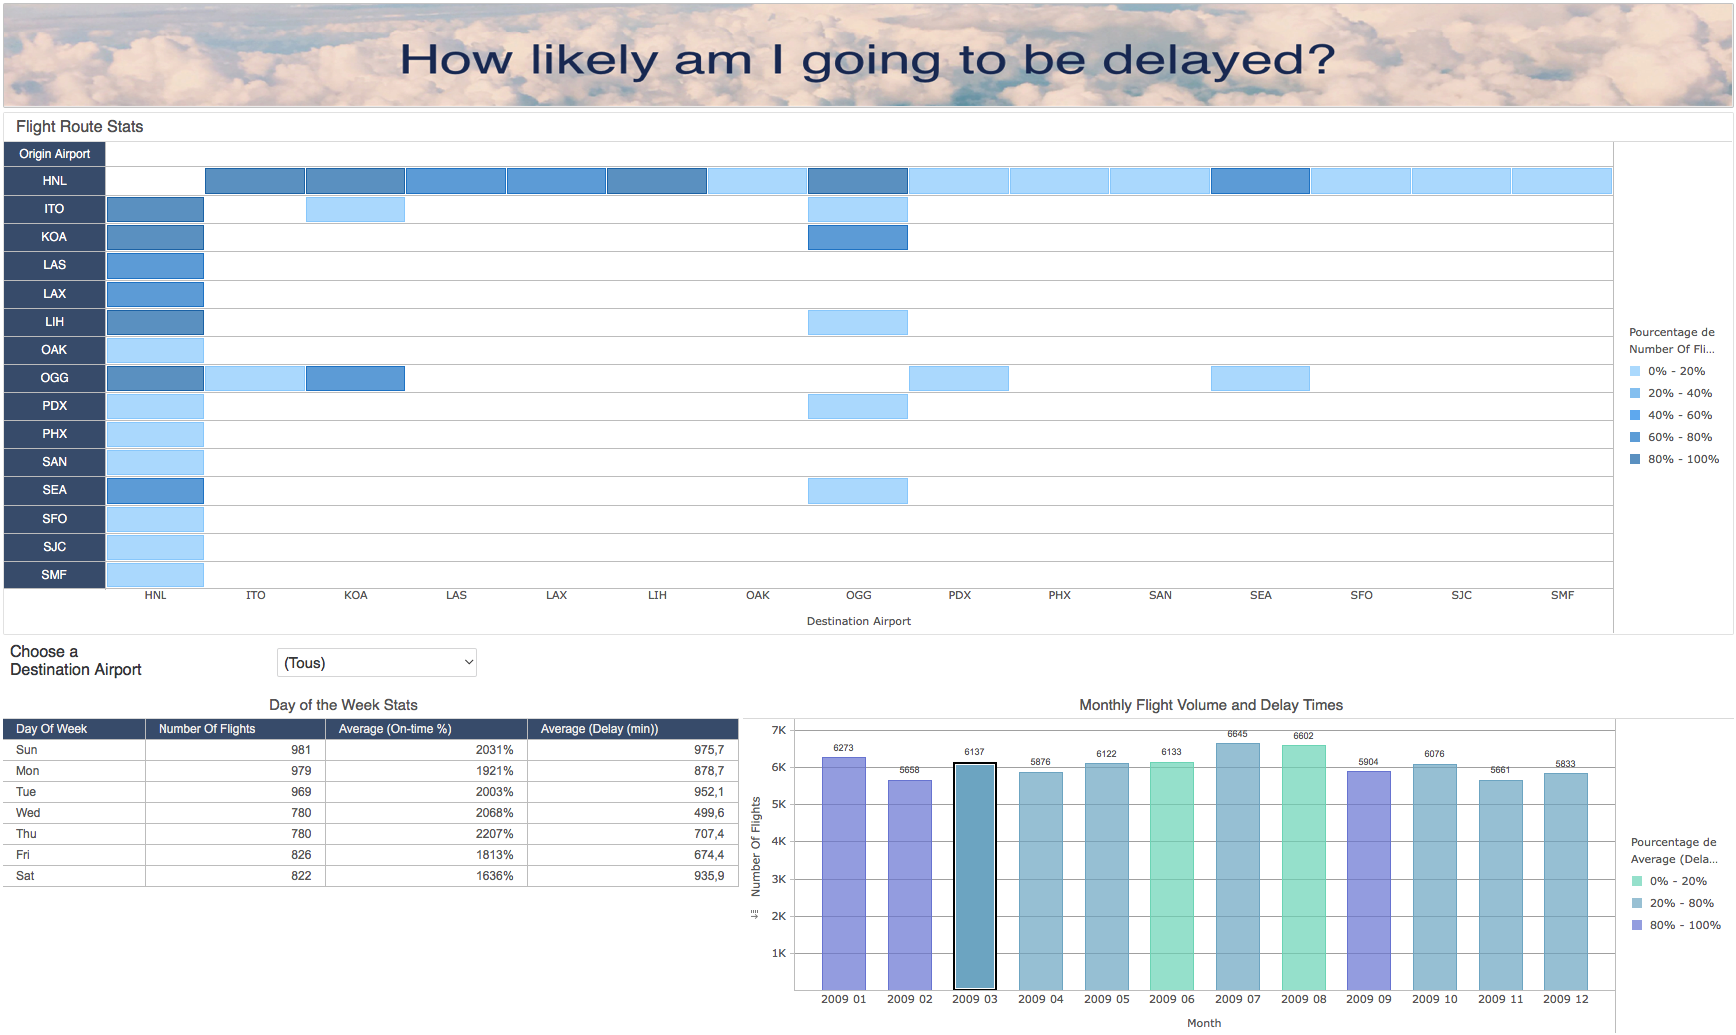 How likely am I going to be delayed?
Flight Route Stats
Origin Airport
HNL
ITO
KOA
LAS
LAX
LIH
OAK
OGG
PDX
PHX
SAN
SEA
SFO
SJC
SMF
HNL ITO KOA LAS LAX LIH OAK OGG PDX PHX SAN SEA SFO SJC SMF
Destination Airport
Pourcentage de
Number Of Fli...
0% - 20%
20% - 40%
40% - 60%
60% - 80%
80% - 100%
Choose a
Destination Airport
(Tous)
Day of the Week Stats
Day Of Week Number Of Flights Average (On-time %) Average (Delay (min))
Sun 981 2031% 975,7
Mon 979 1921% 878,7
Tue 969 2003% 952,1
Wed 780 2068% 499,6
Thu 780 2207% 707,4
Fri 826 1813% 674,4
Sat 822 1636% 935,9
Monthly Flight Volume and Delay Times
Number Of Flights
7K
6K
5K
4K
3K
2K
1K
6273 5658 6137 5876 6122 6133 6645 6602 5904 6076 5661 5833
2009 01 2009 02 2009 03 2009 04 2009 05 2009 06 2009 07 2009 08 2009 09 2009 10 2009 11 2009 12
Month
Pourcentage de
Average (Dela...
0% - 20%
20% - 80%
80% - 100%